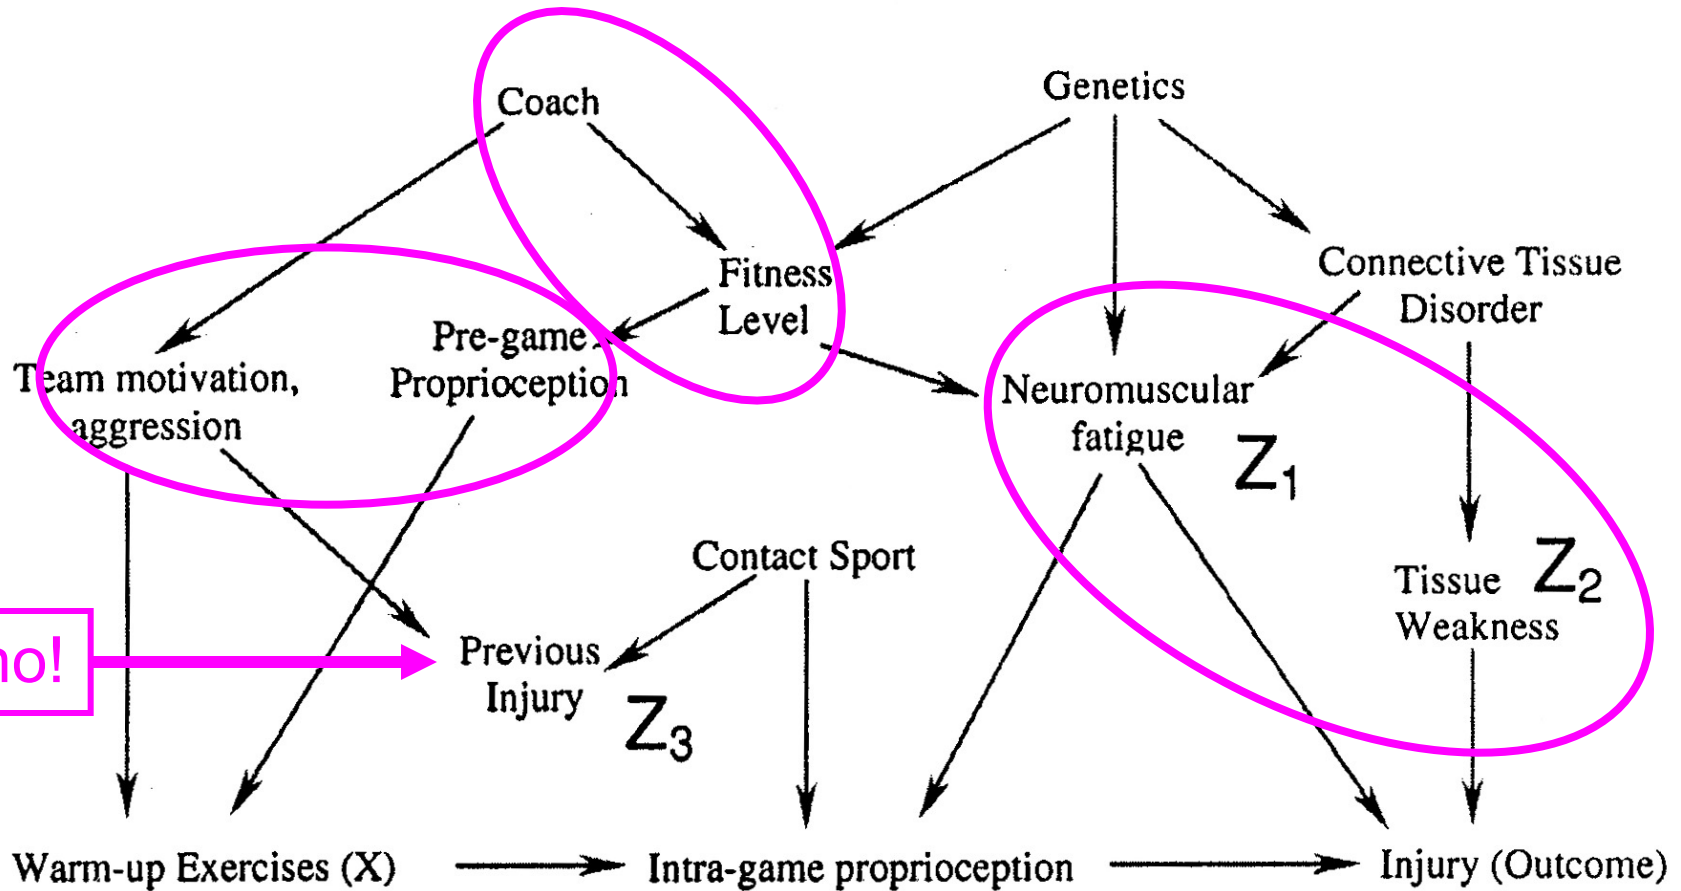 Coach
Genetics
Fitness
Level
Connective Tissue
Disorder
Pre-game
Proprioception
Team motivation,
aggression
Neuromuscular
fatigue
Z₁
Contact Sport
Tissue
Weakness
Z₂
Previous
Injury
Z₃
no!
Warm-up Exercises (X)
Intra-game proprioception
Injury (Outcome)